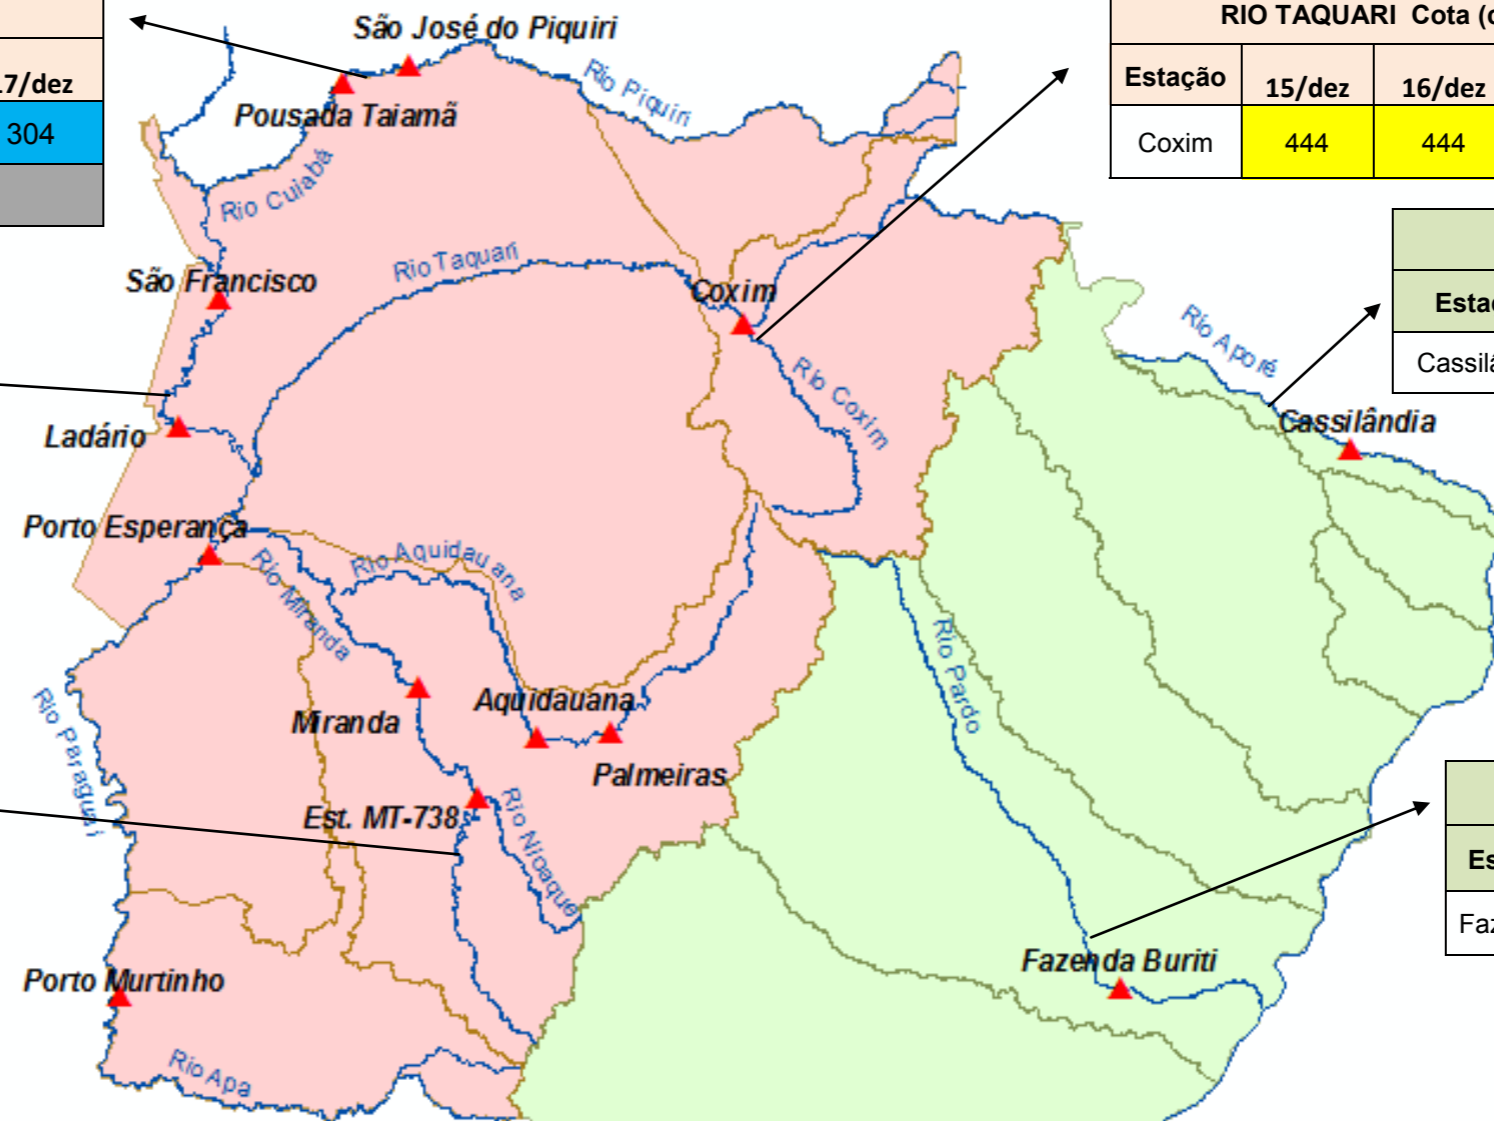 São José do Piquiri
RIO TAQUARI Cota (c
17/dez
Estação
15/dez
16/dez
304
Coxim
444
444
Rio Piquiri
Pousada Taiamã
Rio Cuiabá
Rio Taquari
São Francisco
Coxim
Esta
Cassil
Rio Aporé
Rio Coxim
Cassilândia
Ladário
Porto Esperança
Rio Miranda
Rio Aquidauana
Rio Pardo
Rio Paraguai
Miranda
Aquidauana
Palmeiras
Est. MT-738
Rio Nioaque
Es
Faz
Fazenda Buriti
Porto Murtinho
Rio Apa